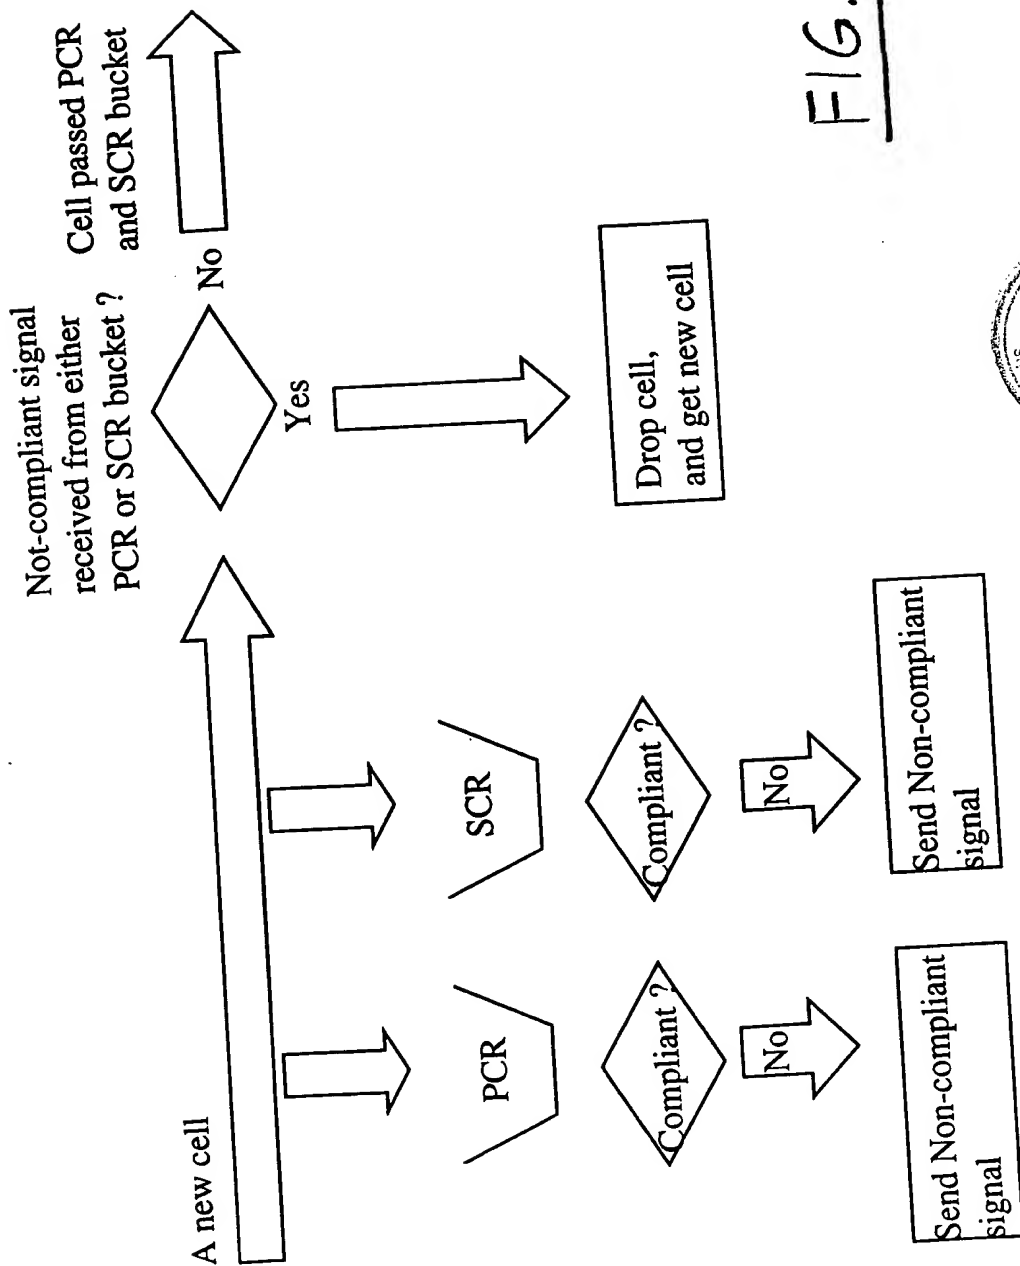 A new cell
Not-compliant signal
received from either
PCR or SCR bucket ?
Cell passed PCR
and SCR bucket
No
Yes
PCR
SCR
Compliant ?
Compliant ?
No
No
Send Non-compliant
signal
Send Non-compliant
signal
Drop cell,
and get new cell
FIG.